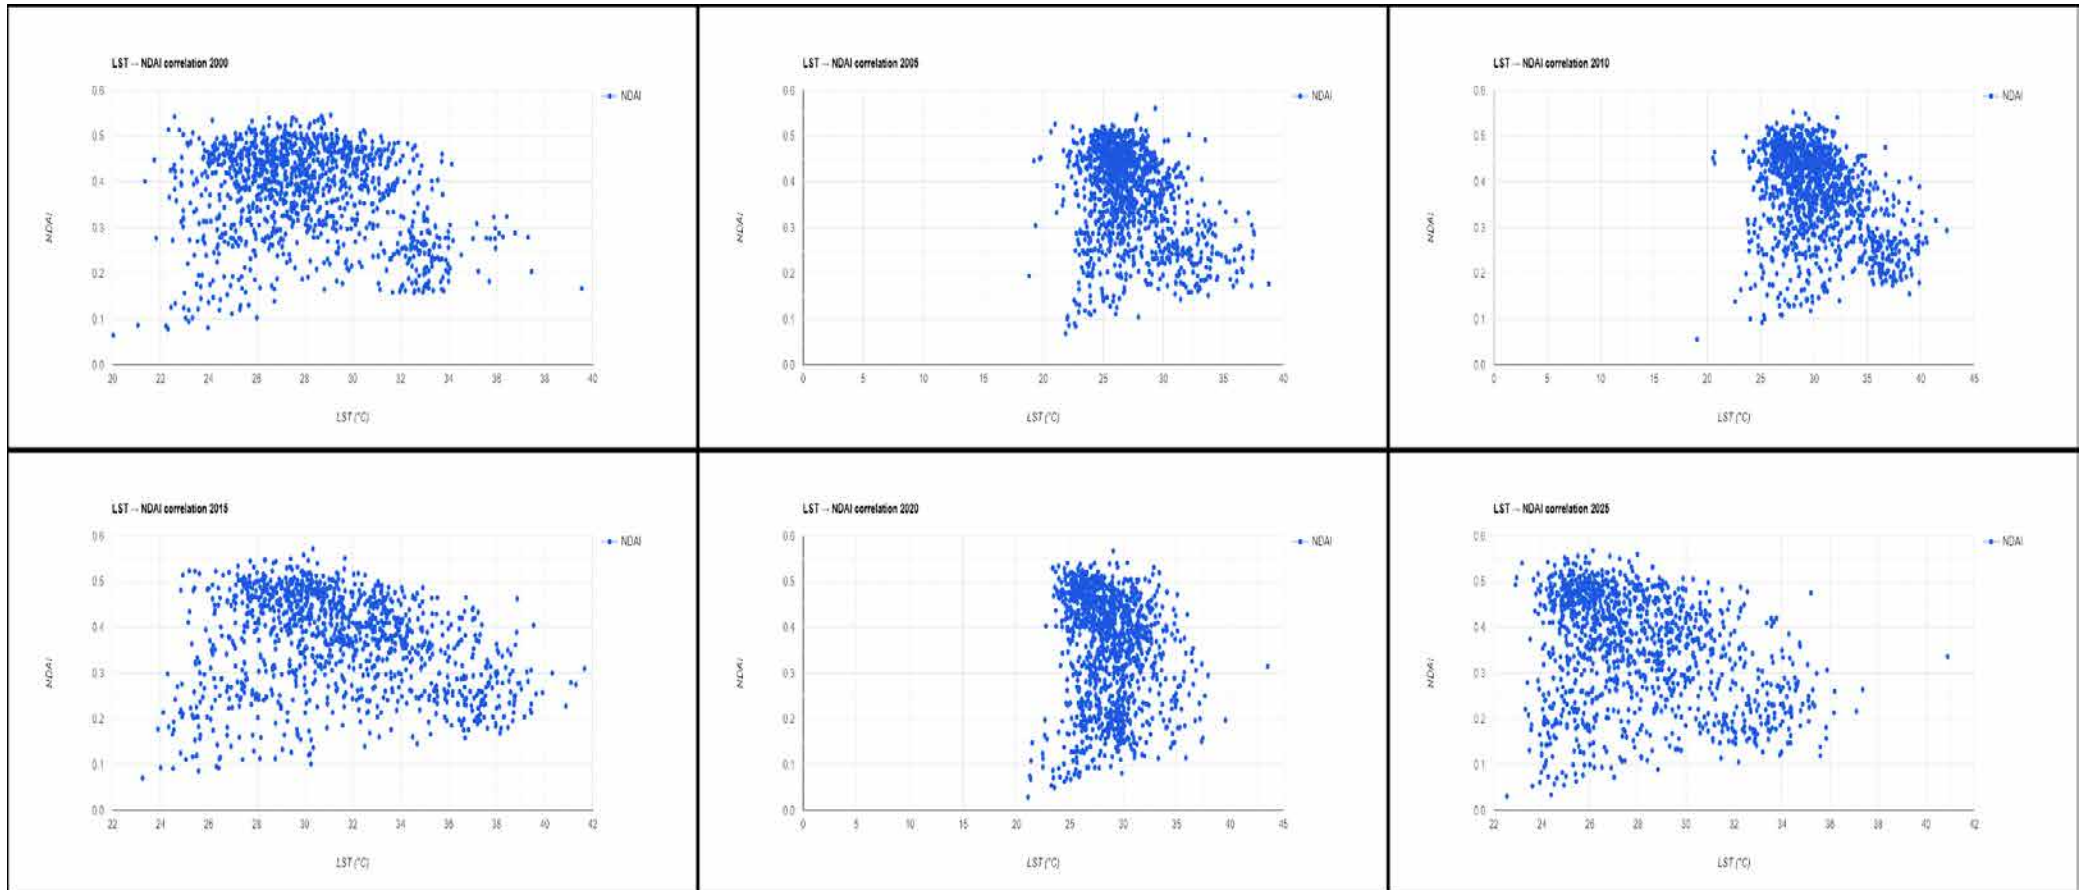 LST → NDAI correlation 2000
NDAI
0.6
0.5
0.4
0.3
0.2
0.1
0.0
NDAI
20 22 24 26 28 30 32 34 36 38 40
LST (°C)
LST → NDAI correlation 2005
NDAI
0.6
0.5
0.4
0.3
0.2
0.1
0.0
NDAI
0 5 10 15 20 25 30 35 40
LST (°C)
LST → NDAI correlation 2010
NDAI
0.6
0.5
0.4
0.3
0.2
0.1
0.0
NDAI
0 5 10 15 20 25 30 35 40 45
LST (°C)
LST → NDAI correlation 2015
NDAI
0.6
0.5
0.4
0.3
0.2
0.1
0.0
NDAI
22 24 26 28 30 32 34 36 38 40 42
LST (°C)
LST → NDAI correlation 2020
NDAI
0.6
0.5
0.4
0.3
0.2
0.1
0.0
NDAI
0 5 10 15 20 25 30 35 40 45
LST (°C)
LST → NDAI correlation 2025
NDAI
0.6
0.5
0.4
0.3
0.2
0.1
0.0
NDAI
22 24 26 28 30 32 34 36 38 40 42
LST (°C)